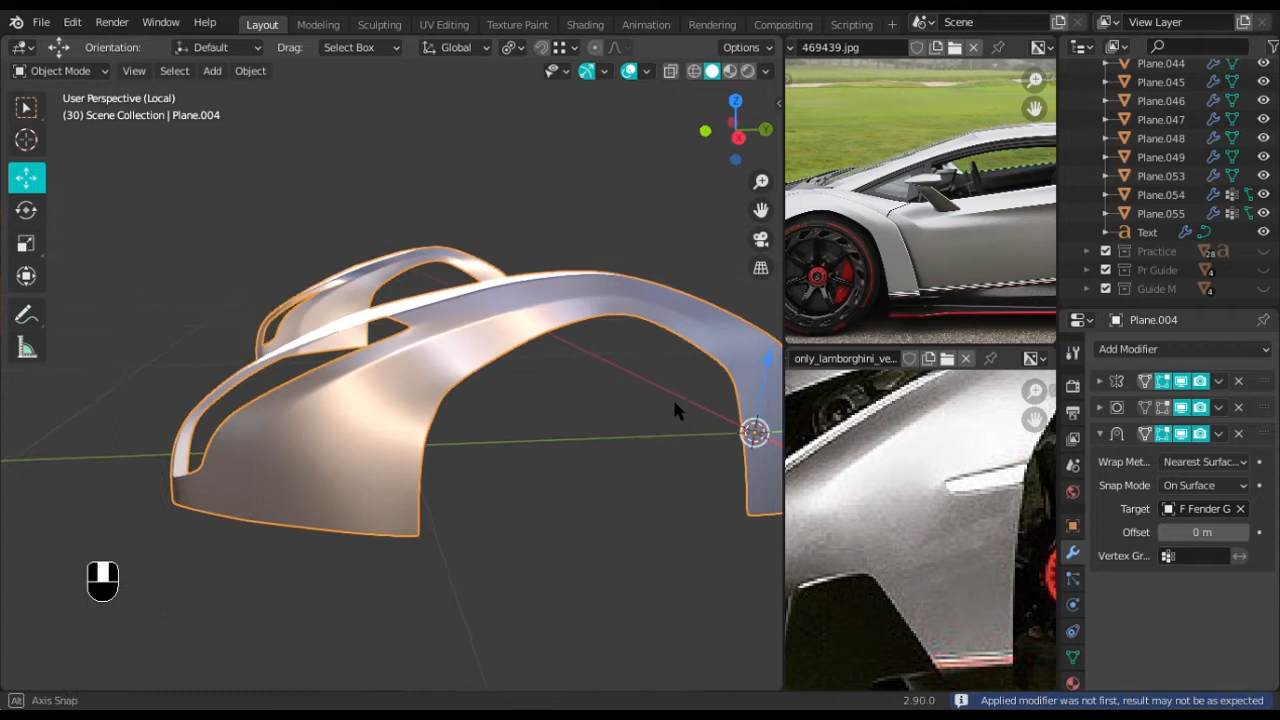 File Edit Render Window Help Layout Modeling Sculpting UV Editing Texture Paint Shading Animation Rendering Compositing Scripting + Scene View Layer
Orientation: Default Drag: Select Box Global Options 469439.jpg
Object Mode View Select Add Object
User Perspective (Local)
(30) Scene Collection | Plane.004
Z
Y
X
Plane.044
Plane.045
Plane.046
Plane.047
Plane.048
Plane.049
Plane.053
Plane.054
Plane.055
a Text
Practice 28
Pr Guide 4
Guide M 4
Plane.004
Add Modifier
only_lamborghini_ve...
Wrap Met... Nearest Surfac...
Snap Mode On Surface
Target F Fender G
Offset 0 m
Vertex Gr...
Alt Axis Snap 2.90.0 Applied modifier was not first, result may not be as expected